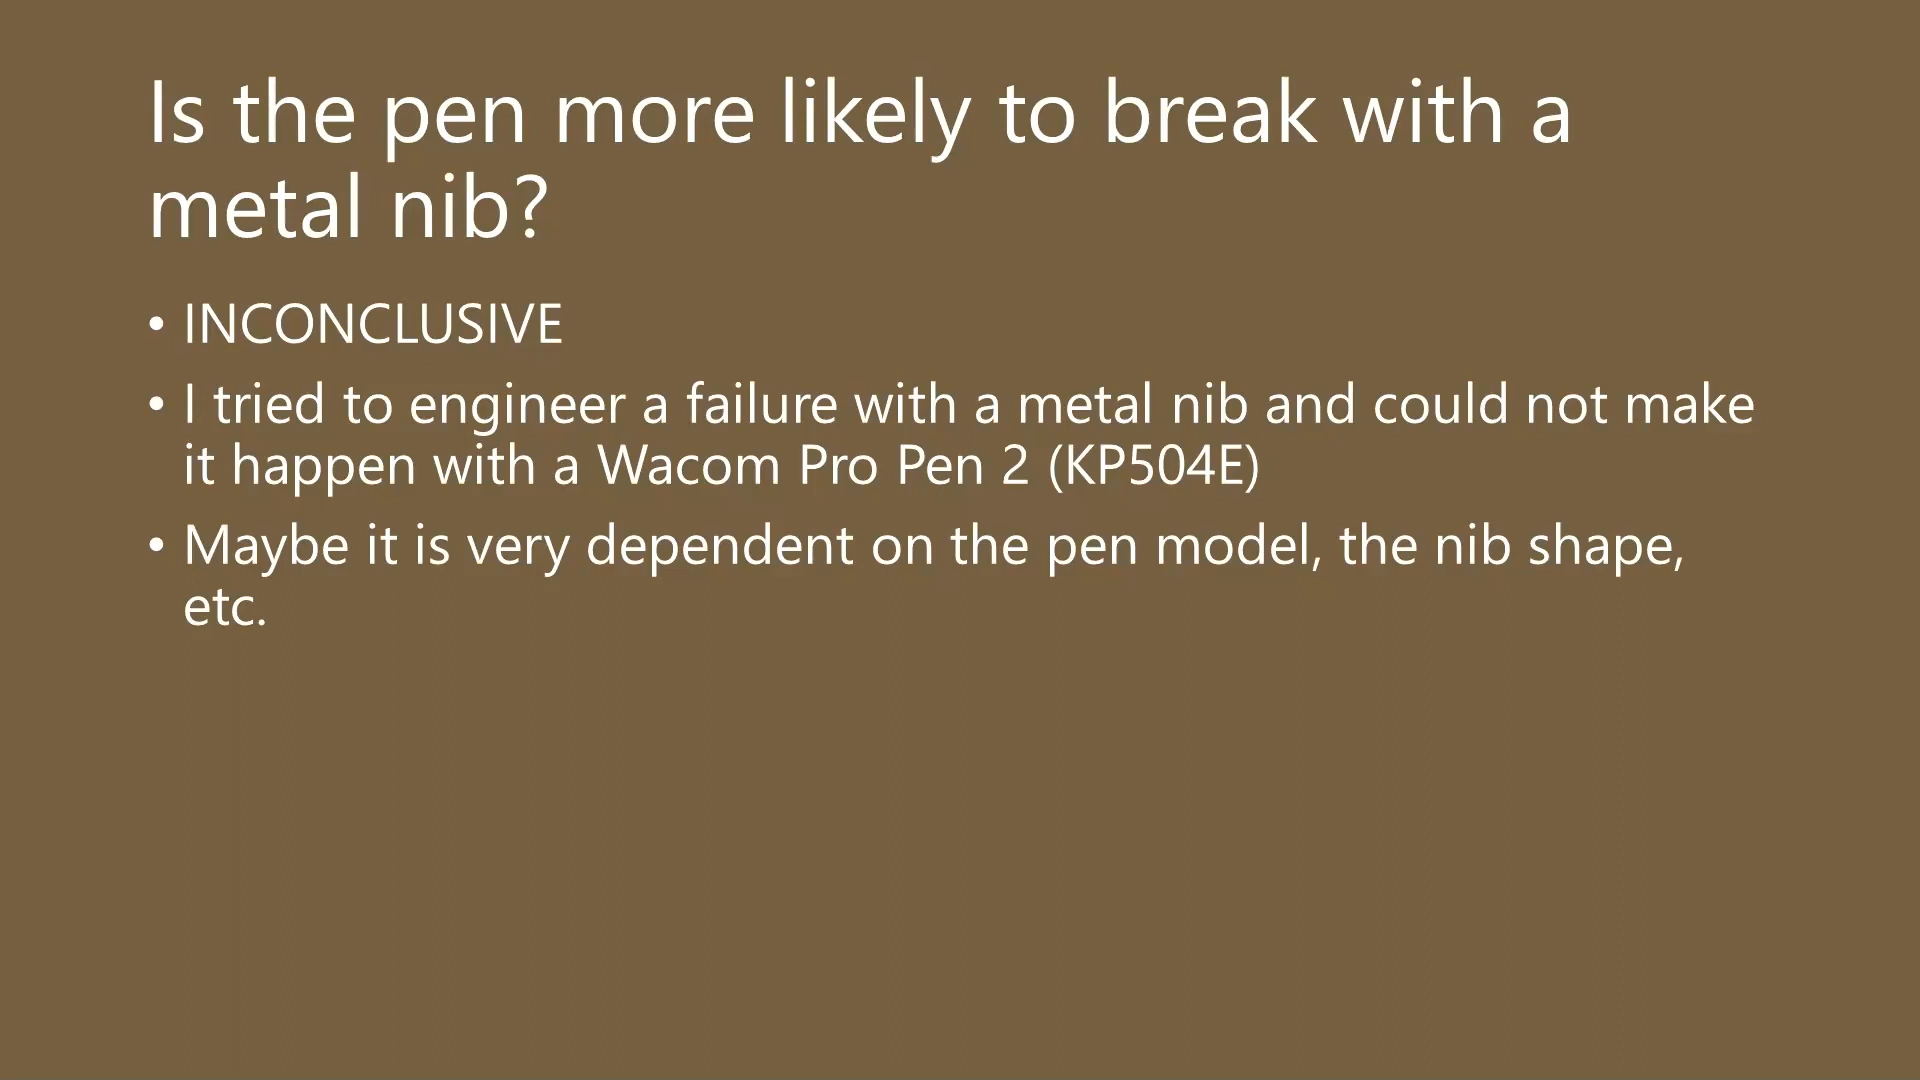 Is the pen more likely to break with a
metal nib?
• INCONCLUSIVE
• I tried to engineer a failure with a metal nib and could not make
it happen with a Wacom Pro Pen 2 (KP504E)
• Maybe it is very dependent on the pen model, the nib shape,
etc.